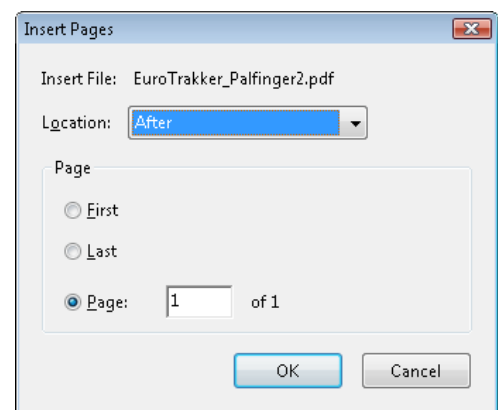 Insert Pages
Insert File: EuroTrakker_Palfinger2.pdf
Location: After
Page
First
Last
Page: 1 of 1
OK Cancel